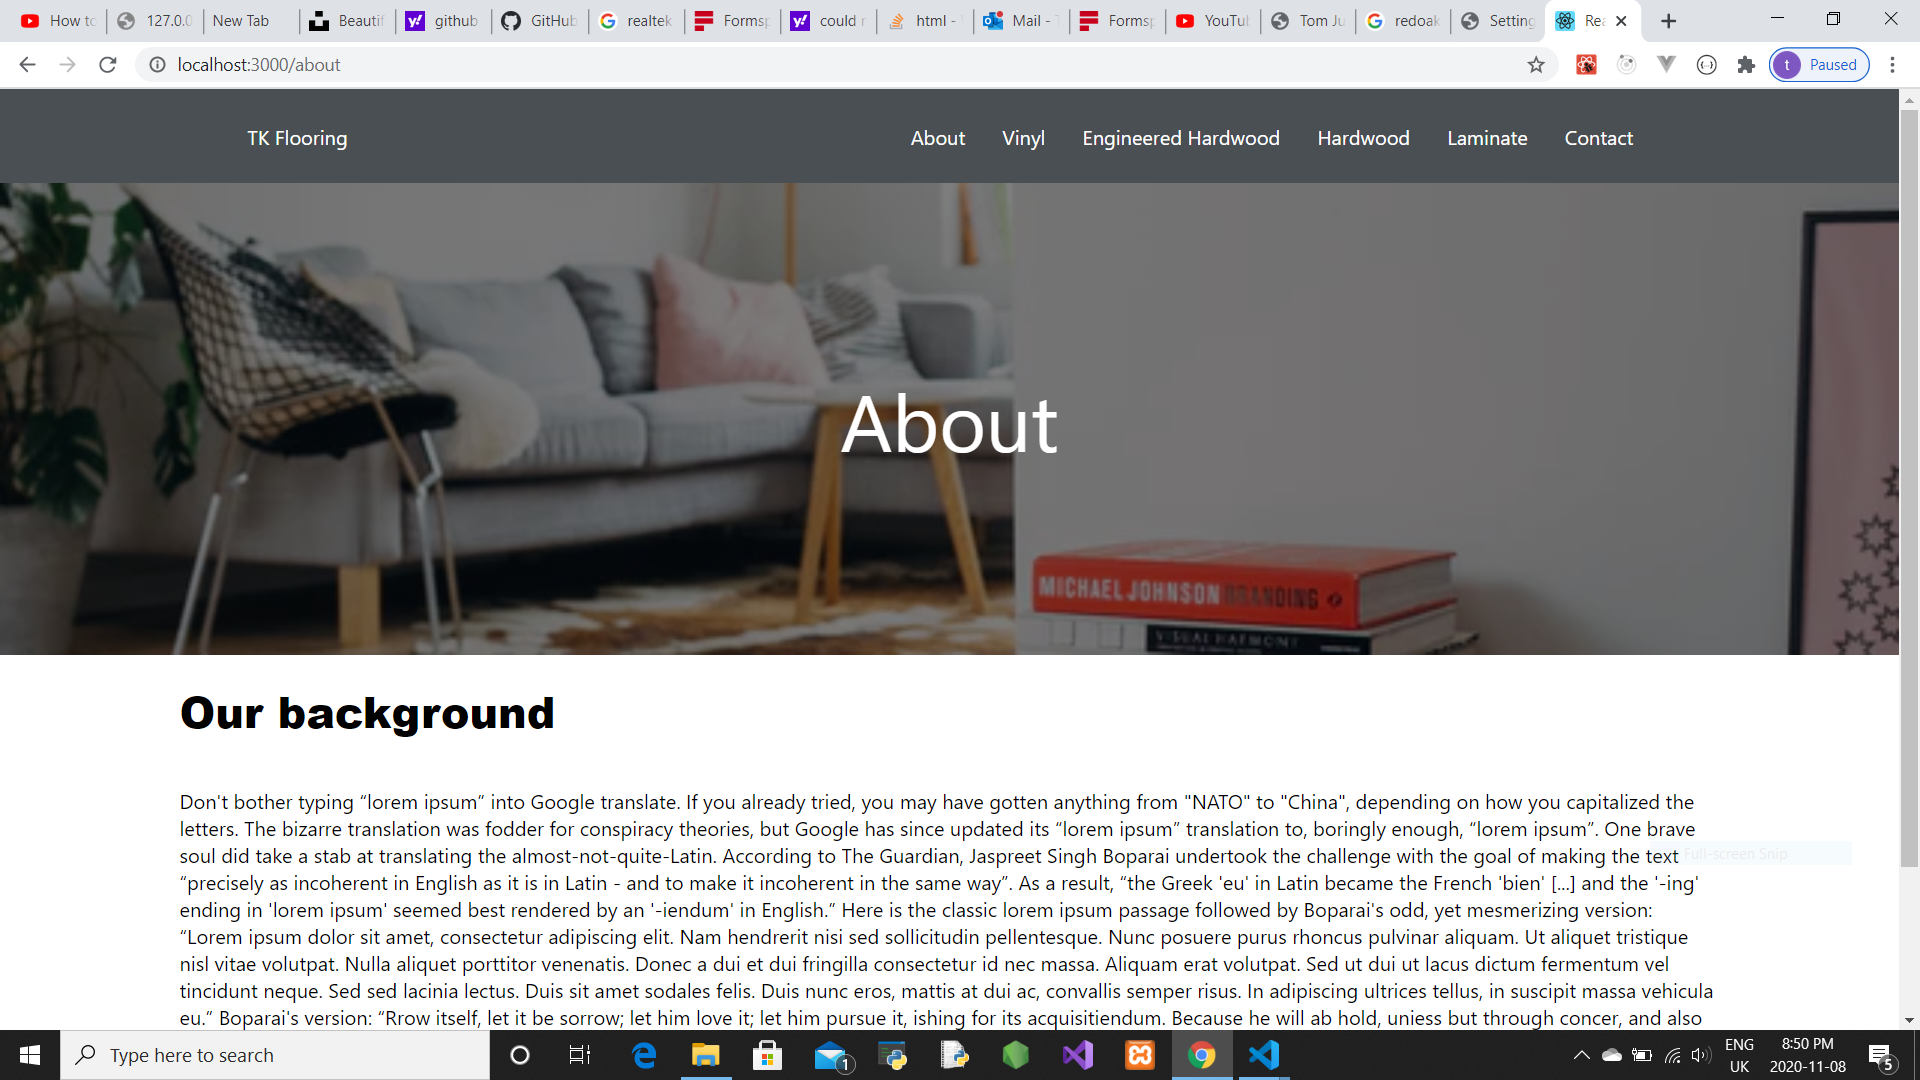 How to
127.0.0
New Tab
Beautif
github
GitHub
realtek
Formsp
could n
html -
Mail - T
Formsp
YouTub
Tom Ju
redoak
Setting
Rea
localhost:3000/about
t
Paused
TK Flooring
About
Vinyl
Engineered Hardwood
Hardwood
Laminate
Contact
About
MICHAEL JOHNSON BRANDING
VISUAL HARMONY
Our background
Don't bother typing “lorem ipsum” into Google translate. If you already tried, you may have gotten anything from "NATO" to "China", depending on how you capitalized the
letters. The bizarre translation was fodder for conspiracy theories, but Google has since updated its “lorem ipsum” translation to, boringly enough, “lorem ipsum”. One brave
soul did take a stab at translating the almost-not-quite-Latin. According to The Guardian, Jaspreet Singh Boparai undertook the challenge with the goal of making the text
Full-screen Snip
“precisely as incoherent in English as it is in Latin - and to make it incoherent in the same way”. As a result, “the Greek 'eu' in Latin became the French 'bien' [...] and the '-ing'
ending in 'lorem ipsum' seemed best rendered by an '-iendum' in English.” Here is the classic lorem ipsum passage followed by Boparai's odd, yet mesmerizing version:
“Lorem ipsum dolor sit amet, consectetur adipiscing elit. Nam hendrerit nisi sed sollicitudin pellentesque. Nunc posuere purus rhoncus pulvinar aliquam. Ut aliquet tristique
nisl vitae volutpat. Nulla aliquet porttitor venenatis. Donec a dui et dui fringilla consectetur id nec massa. Aliquam erat volutpat. Sed ut dui ut lacus dictum fermentum vel
tincidunt neque. Sed sed lacinia lectus. Duis sit amet sodales felis. Duis nunc eros, mattis at dui ac, convallis semper risus. In adipiscing ultrices tellus, in suscipit massa vehicula
eu.” Boparai's version: “Rrow itself, let it be sorrow; let him love it; let him pursue it, ishing for its acquisitiendum. Because he will ab hold, uniess but through concer, and also
Type here to search
1
ENG
UK
8:50 PM
2020-11-08
5